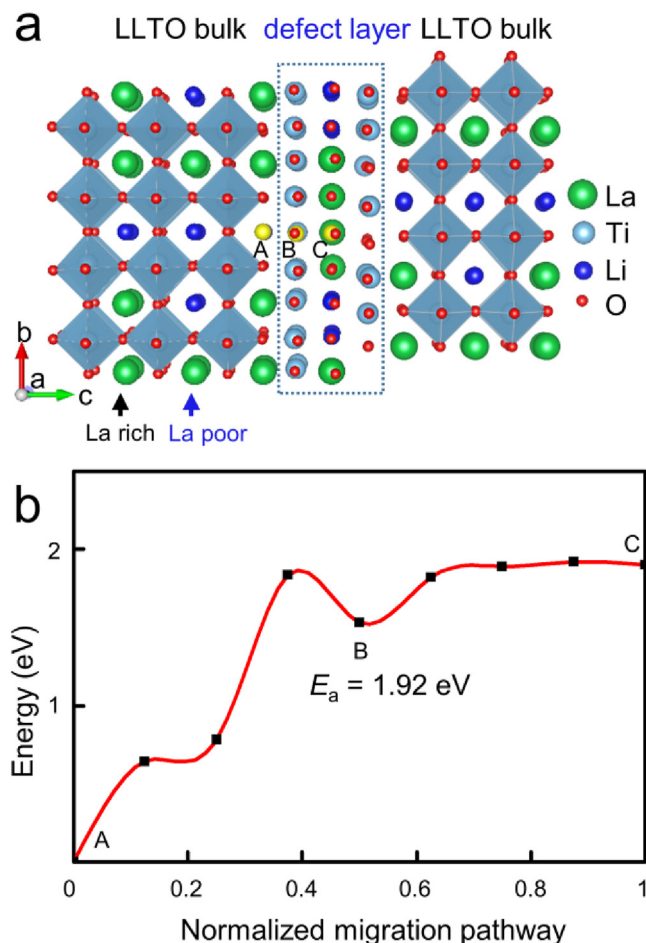 a
LLTO bulk defect layer LLTO bulk
A B C
La
Ti
Li
O
b
a
c
La rich La poor
b
Energy (eV)
2
1
A
B
C
Ea = 1.92 eV
0 0.2 0.4 0.6 0.8 1
Normalized migration pathway